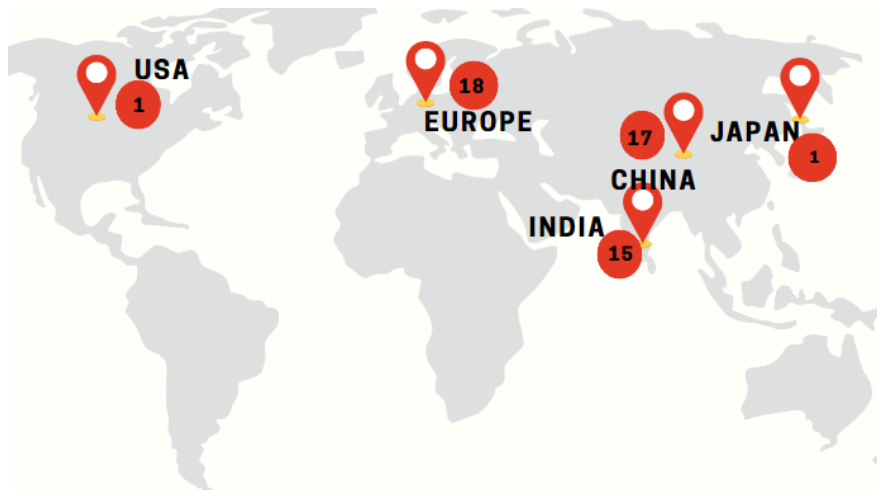 USA
1
18
EUROPE
17
JAPAN
1
CHINA
INDIA
15